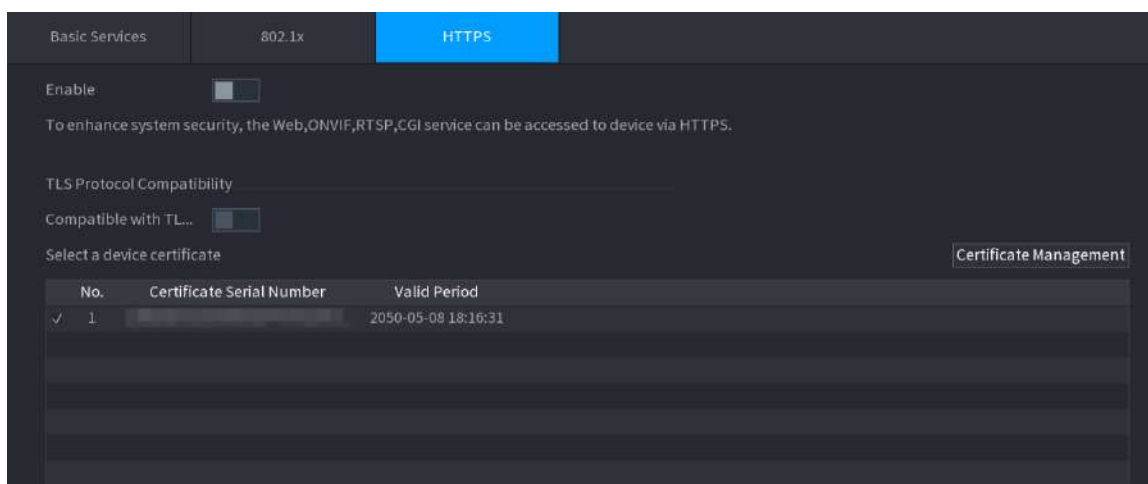 Basic Services 802.1x HTTPS
Enable
To enhance system security, the Web,ONVIF,RTSP,CGI service can be accessed to device via HTTPS.
TLS Protocol Compatibility
Compatible with TL...
Select a device certificate Certificate Management
No. Certificate Serial Number Valid Period
1 2050-05-08 18:16:31